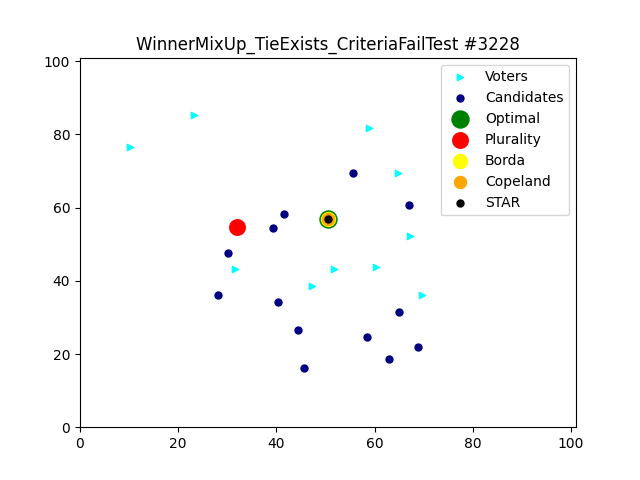 WinnerMixUp_TieExists_CriteriaFailTest #3228
100
80
60
40
20
0
0
20
40
60
80
100
Voters
Candidates
Optimal
Plurality
Borda
Copeland
STAR